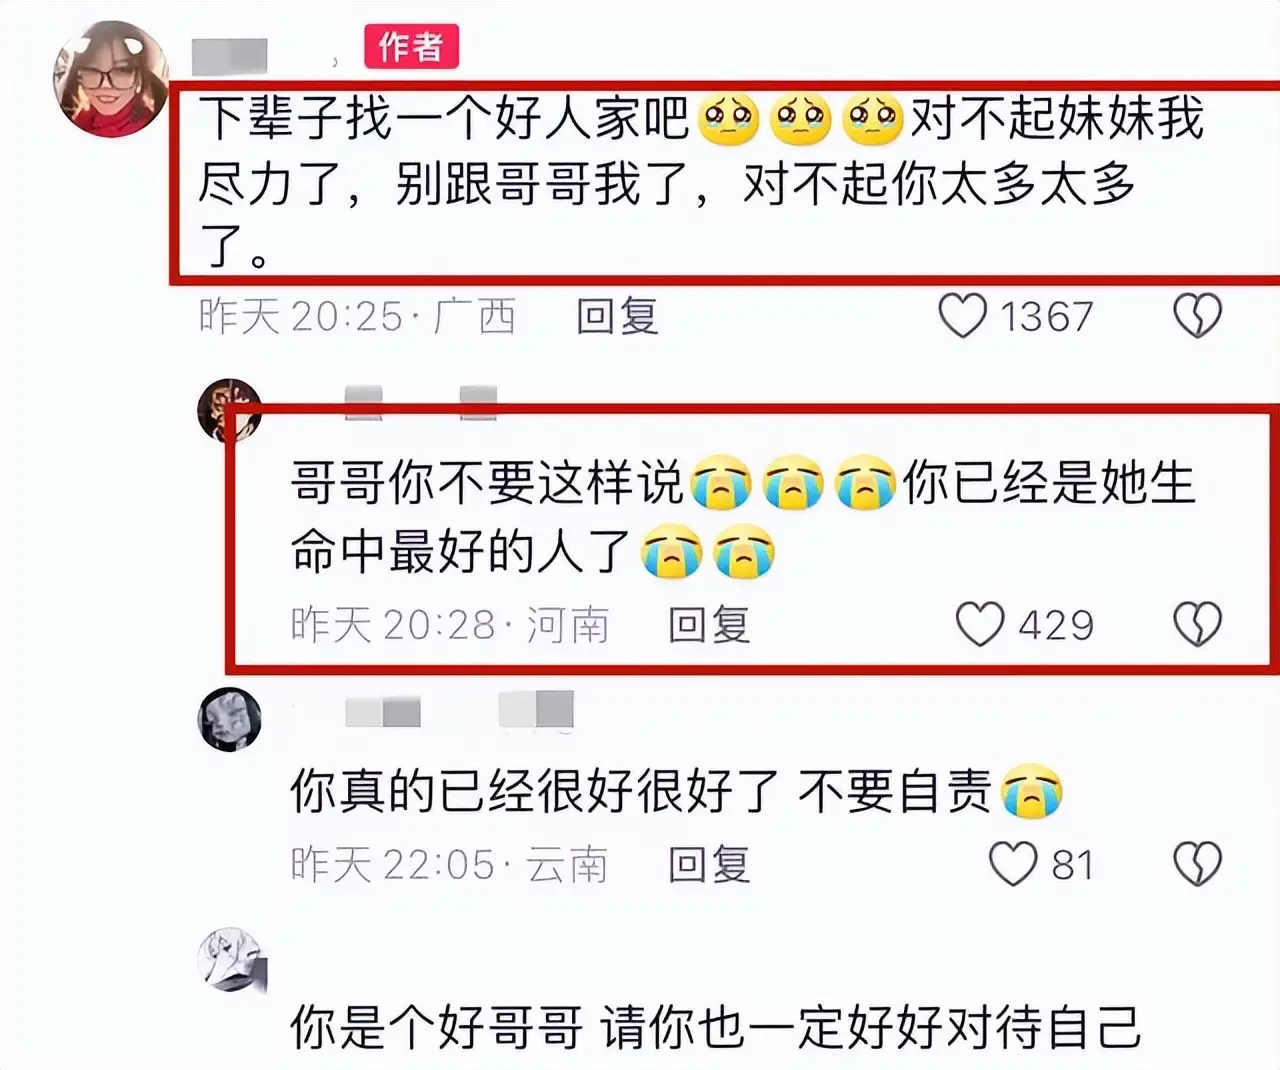 作者
下辈子找一个好人家吧🥹🥹🥹对不起妹妹我
尽力了，别跟哥哥我了，对不起你太多太多
了。
昨天 20:25·广西 回复 1367
哥哥你不要这样说😭😭😭你已经是她生
命中最好的人了😭😭
昨天 20:28·河南 回复 429
你真的已经很好很好了 不要自责😭
昨天 22:05·云南 回复 81
你是个好哥哥 请你也一定好好对待自己